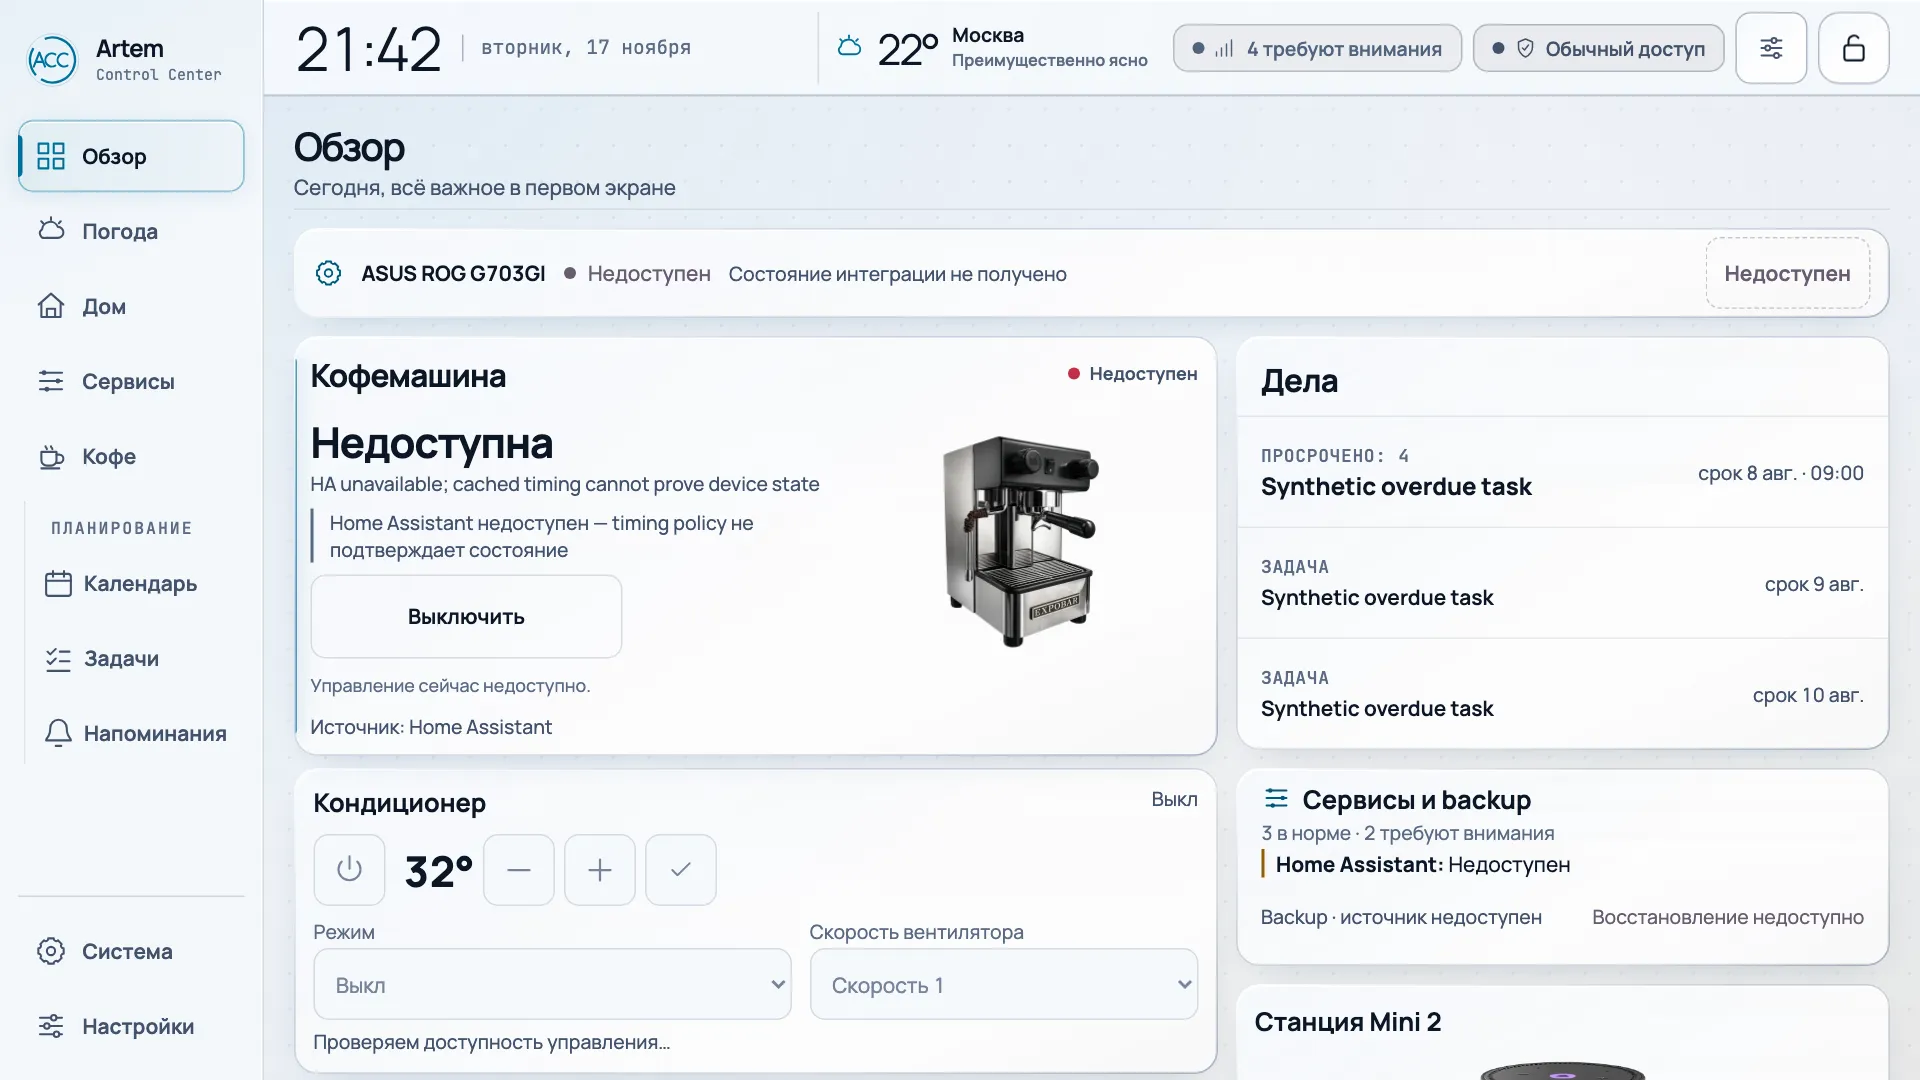 ACC
Artem
Control Center
Обзор
Погода
Дом
Сервисы
Кофе
ПЛАНИРОВАНИЕ
Календарь
Задачи
Напоминания
Система
Настройки
21:42
вторник, 17 ноября
22°
Москва
Преимущественно ясно
4 требуют внимания
Обычный доступ
Обзор
Сегодня, всё важное в первом экране
ASUS ROG G703GI
Недоступен
Состояние интеграции не получено
Недоступен
Кофемашина
Недоступен
Недоступна
HA unavailable; cached timing cannot prove device state
Home Assistant недоступен — timing policy не
подтверждает состояние
Выключить
Управление сейчас недоступно.
Источник: Home Assistant
EXPOBAR
Дела
ПРОСРОЧЕНО: 4
Synthetic overdue task
срок 8 авг. · 09:00
ЗАДАЧА
Synthetic overdue task
срок 9 авг.
ЗАДАЧА
Synthetic overdue task
срок 10 авг.
Кондиционер
Выкл
32°
Режим
Выкл
Скорость вентилятора
Скорость 1
Проверяем доступность управления…
Сервисы и backup
3 в норме · 2 требуют внимания
Home Assistant: Недоступен
Backup · источник недоступен
Восстановление недоступно
Станция Mini 2